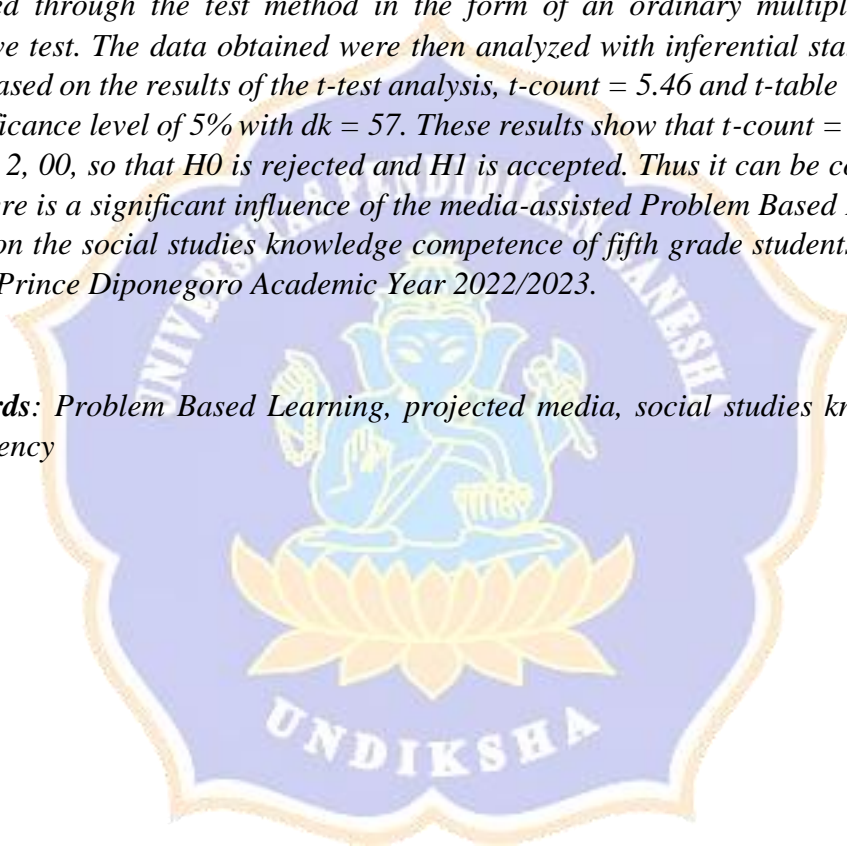 ed through the test method in the form of an ordinary multipl
ve test. The data obtained were then analyzed with inferential sta
ased on the results of the t-test analysis, t-count = 5.46 and t-table
ficance level of 5% with dk = 57. These results show that t-count =
2, 00, so that H0 is rejected and H1 is accepted. Thus it can be c
ere is a significant influence of the media-assisted Problem Based
on the social studies knowledge competence of fifth grade students
Prince Diponegoro Academic Year 2022/2023.
rds: Problem Based Learning, projected media, social studies kn
ency
UNIVERSITAS PENDIDIKAN GANESHA
UNDIKSHA